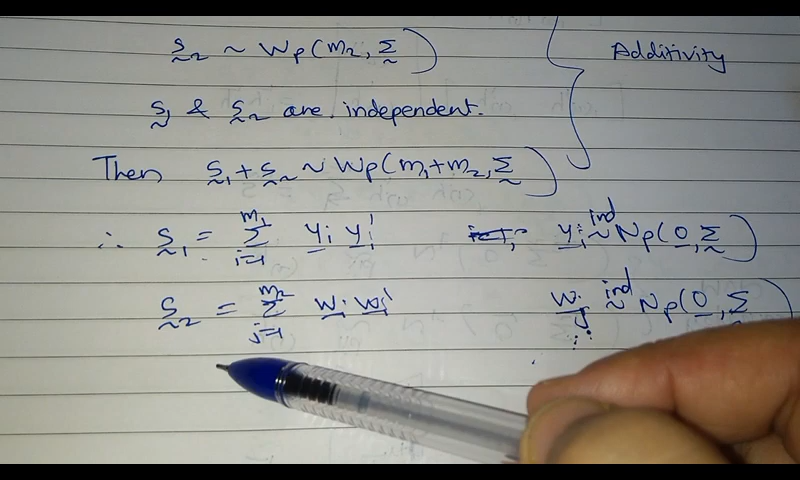 S₂ ~ Wp(m₂, Σ) Additivity
S₁ & S₂ are independent.
Then S₁ + S₂ ~ Wp(m₁+m₂, Σ)
∴ S₁ = Σ_{i=1}^{m₁} yᵢ yᵢ' yᵢ ~ind Np(0, Σ)
S₂ = Σ_{j=1}^{m₂} wⱼ wⱼ' wⱼ ~ind Np(0, Σ